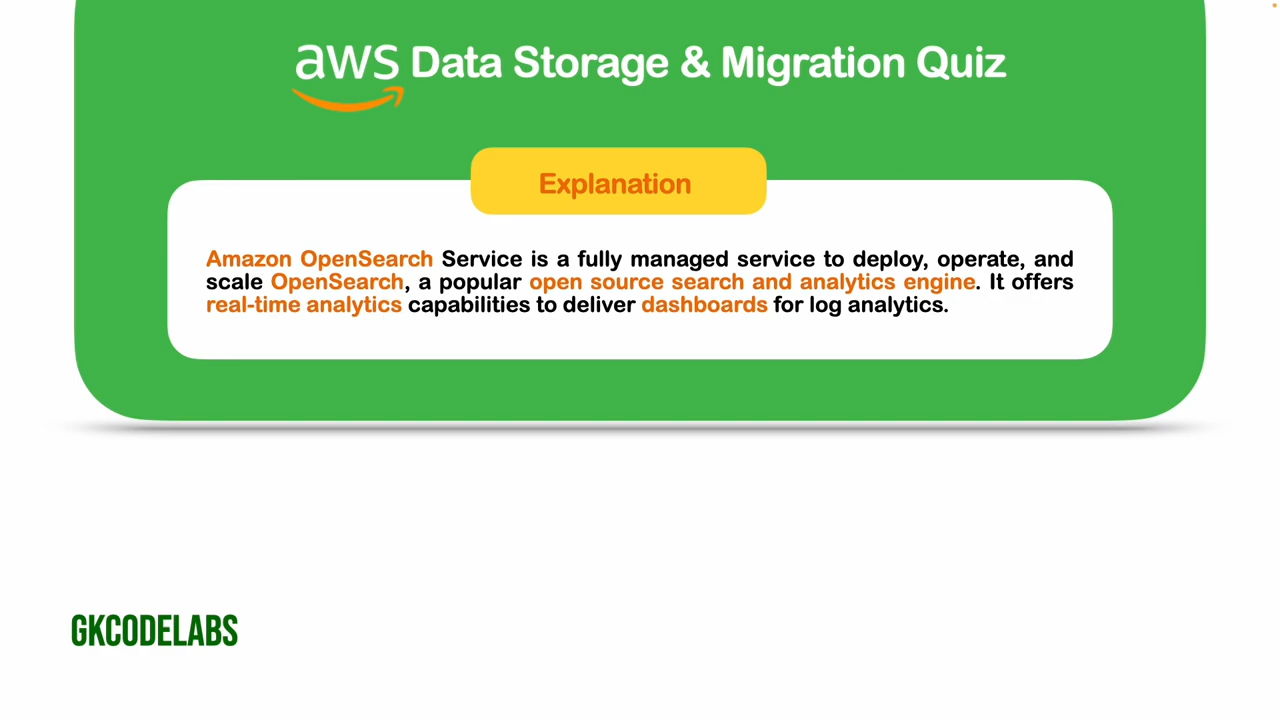 aws Data Storage & Migration Quiz
Explanation
Amazon OpenSearch Service is a fully managed service to deploy, operate, and
scale OpenSearch, a popular open source search and analytics engine. It offers
real-time analytics capabilities to deliver dashboards for log analytics.
GKCODELABS